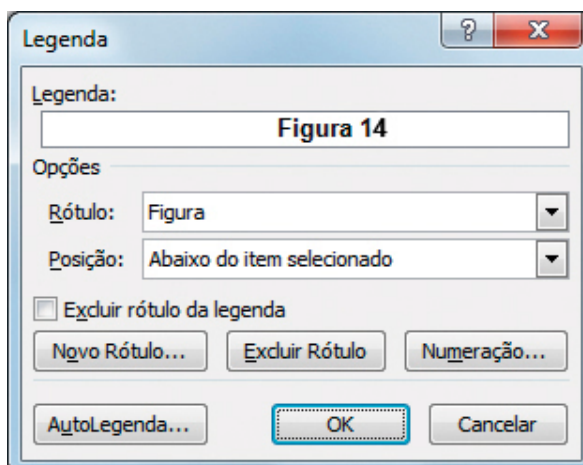 Legenda
Legenda:
Figura 14
Opções
Rótulo: Figura
Posição: Abaixo do item selecionado
Excluir rótulo da legenda
Novo Rótulo... Excluir Rótulo Numeração...
AutoLegenda... OK Cancelar